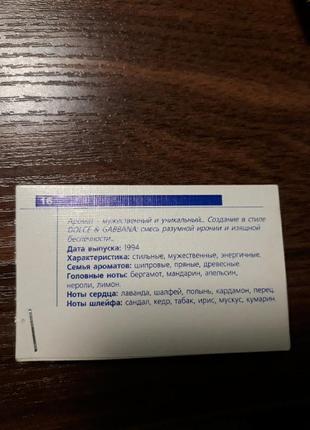 16
Аромат - мужественный и уникальный.. Создание в стиле
DOLCE & GABBANA: смесь разумной иронии и изящной
беспечности..
Дата выпуска: 1994
Характеристика: стильные, мужественные, энергичные.
Семья ароматов: шипровые, пряные, древесные.
Головные ноты: бергамот, мандарин, апельсин,
нероли, лимон.
Ноты сердца: лаванда, шалфей, полынь, кардамон, перец.
Ноты шлейфа: сандал, кедр, табак, ирис, мускус, кумарин.